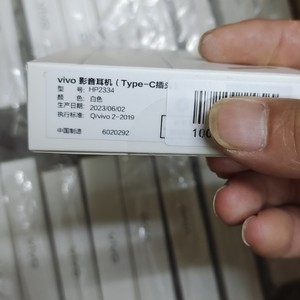 vivo 影音耳机（Type-C插
型 号: HP2334
颜 色: 白色
生产日期: 2023/06/02
执行标准: Q/vivo 2-2019
中国制造 6020292
100